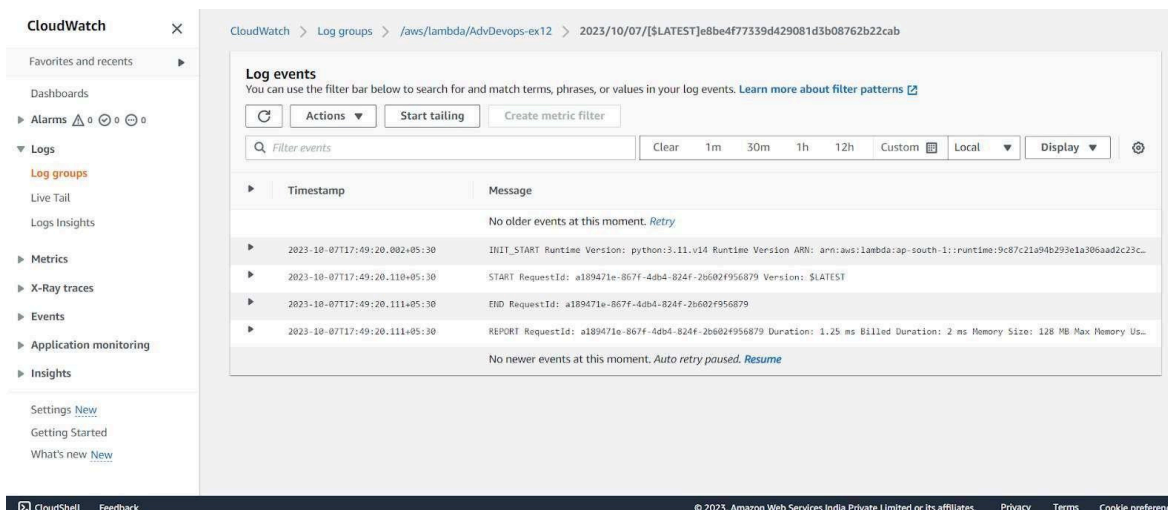 CloudWatch
Favorites and recents
Dashboards
Alarms 0 0 0
Logs
Log groups
Live Tail
Logs Insights
Metrics
X-Ray traces
Events
Application monitoring
Insights
Settings New
Getting Started
What's new New
CloudWatch > Log groups > /aws/lambda/AdvDevops-ex12 > 2023/10/07/[$LATEST]e8be4f77339d429081d3b08762b22cab
Log events
You can use the filter bar below to search for and match terms, phrases, or values in your log events. Learn more about filter patterns
Actions Start tailing Create metric filter
Filter events Clear 1m 30m 1h 12h Custom Local Display
Timestamp Message
No older events at this moment. Retry
2023-10-07T17:49:20.002+05:30 INIT_START Runtime Version: python:3.11.v14 Runtime Version ARN: arn:aws:lambda:ap-south-1::runtime:9c87c21a94b293e1a306aad2c23c…
2023-10-07T17:49:20.110+05:30 START RequestId: a189471e-867f-4db4-824f-2b602f956879 Version: $LATEST
2023-10-07T17:49:20.111+05:30 END RequestId: a189471e-867f-4db4-824f-2b602f956879
2023-10-07T17:49:20.111+05:30 REPORT RequestId: a189471e-867f-4db4-824f-2b602f956879 Duration: 1.25 ms Billed Duration: 2 ms Memory Size: 128 MB Max Memory Us…
No newer events at this moment. Auto retry paused. Resume
CloudShell Feedback © 2023, Amazon Web Services India Private Limited or its affiliates. Privacy Terms Cookie preferenc